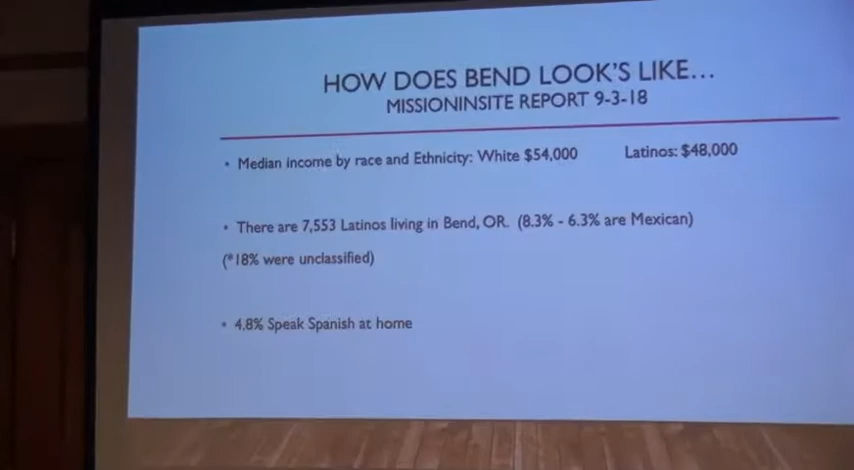 HOW DOES BEND LOOK'S LIKE...
MISSIONINSITE REPORT 9-3-18
• Median income by race and Ethnicity: White $54,000 Latinos: $48,000
• There are 7,553 Latinos living in Bend, OR. (8.3% - 6.3% are Mexican)
(*18% were unclassified)
• 4.8% Speak Spanish at home